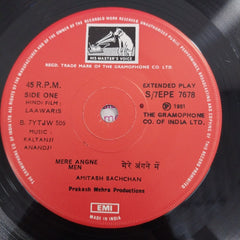 HIS MASTER'S VOICE
REGD. TRADE MARK OF THE GRAMOPHONE CO. OF INDIA LTD.
45 R.P.M.
SIDE ONE
HINDI FILM:
LAAWARIS
EXTENDED PLAY
S/7EPE 7678
℗ 1981
THE GRAMOPHONE
CO. OF INDIA LTD.
MUSIC:
KALYANJI
ANANDJI
MERE ANGNE
MEN
मेरे अंगने में
AMITABH BACHCHAN
Prakash Mehra Productions
EMI
MADE IN INDIA